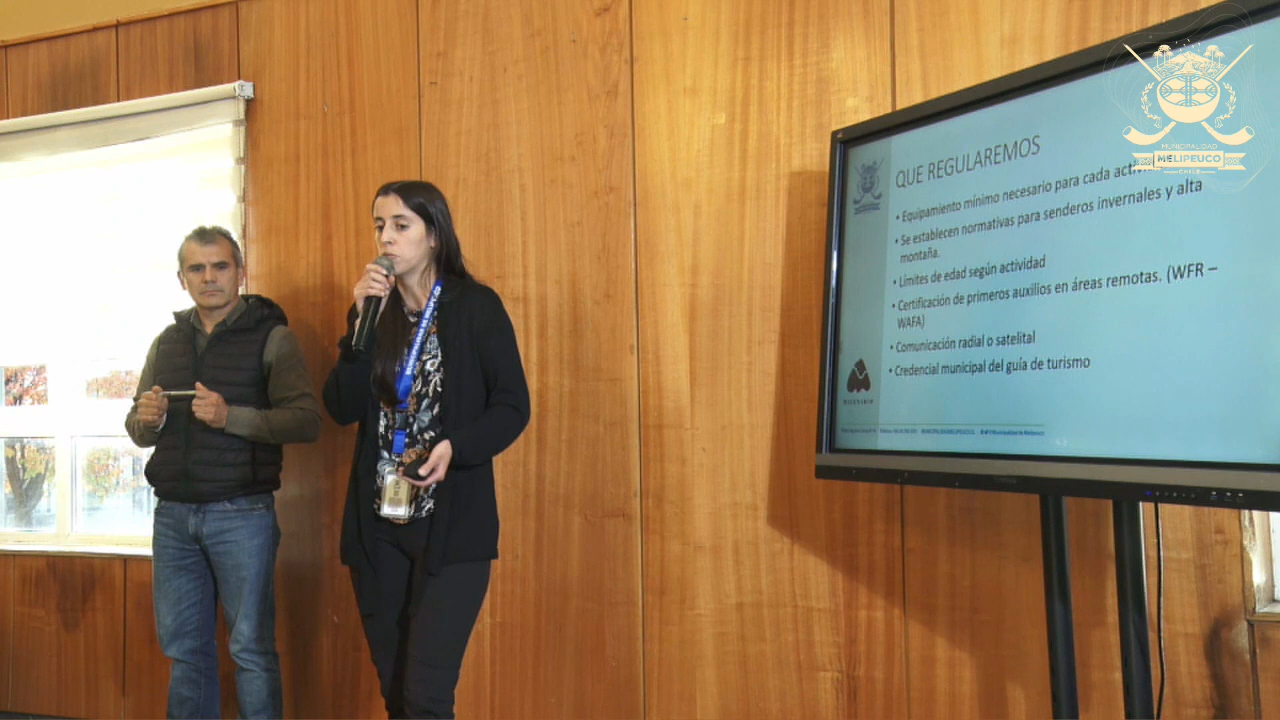 MUNICIPALIDAD
MELIPEUCO
CHILE
QUE REGULAREMOS
• Equipamiento mínimo necesario para cada
• Se establecen normativas para senderos invernales y alta
montaña.
• Límites de edad según actividad
• Certificación de primeros auxilios en áreas remotas. (WFR –
WAFA)
• Comunicación radial o satelital
• Credencial municipal del guía de turismo